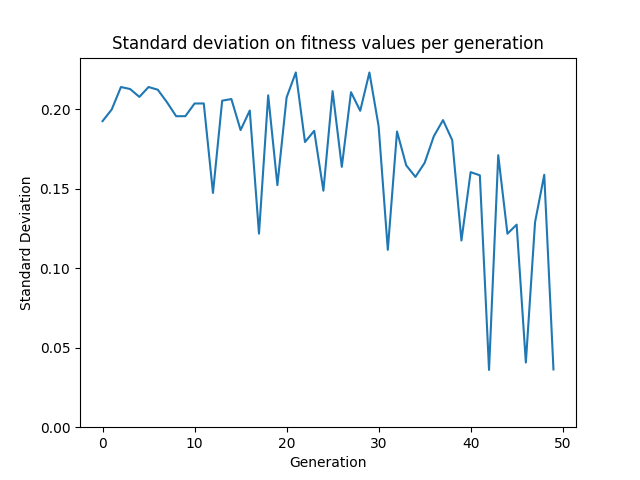 Standard deviation on fitness values per generation
Standard Deviation
0.20
0.15
0.10
0.05
0.00
0 10 20 30 40 50
Generation